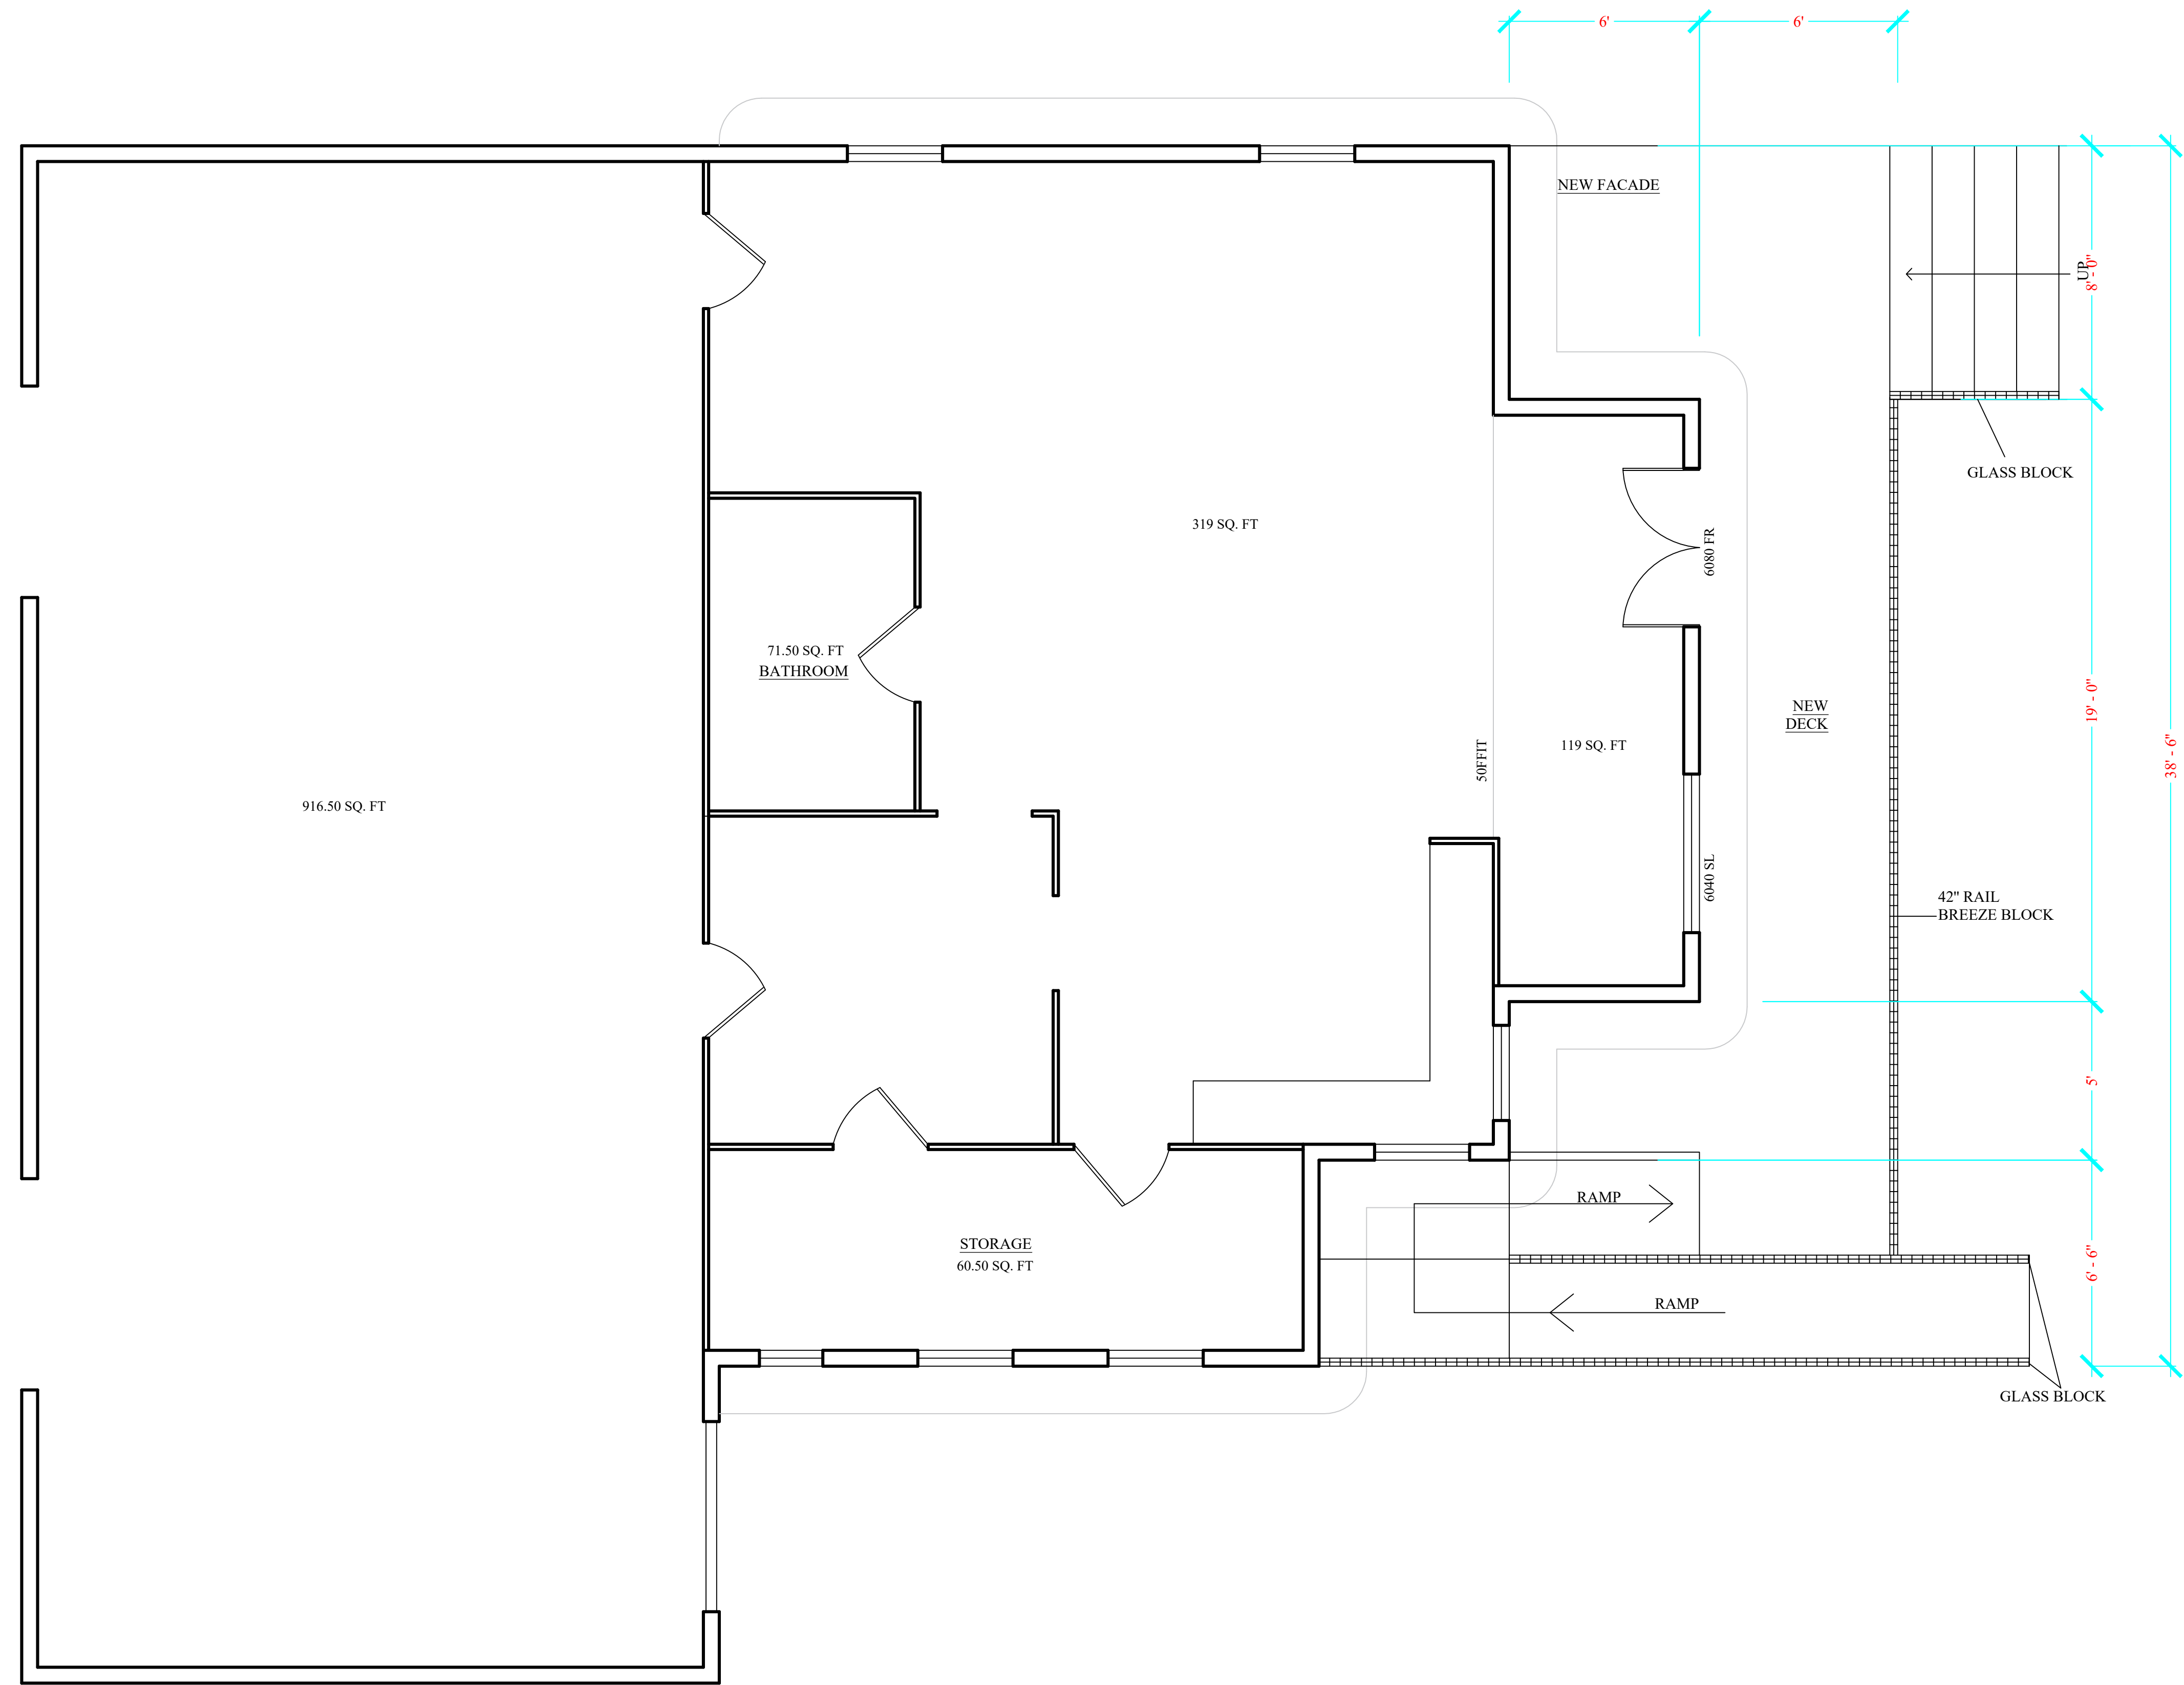 6'
6'
NEW FACADE
UP
8' - 0"
GLASS BLOCK
319 SQ. FT
6080 FR
71.50 SQ. FT
BATHROOM
NEW
DECK
19' - 0"
50FFIT
119 SQ. FT
38' - 6"
916.50 SQ. FT
6040 SL
42" RAIL
BREEZE BLOCK
5'
RAMP
STORAGE
60.50 SQ. FT
6' - 6"
RAMP
GLASS BLOCK